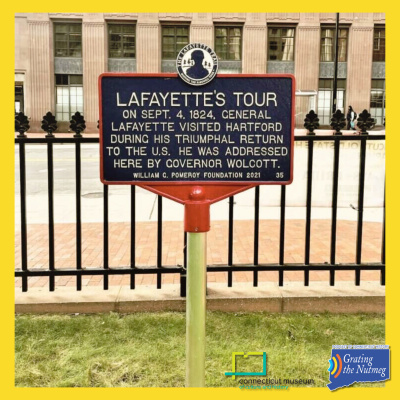 THE LAFAYETTE
LAFAYETTE'S TOUR
ON SEPT. 4, 1824, GENERAL
LAFAYETTE VISITED HARTFORD
DURING HIS TRIUMPHAL RETURN
TO THE U.S. HE WAS ADDRESSED
HERE BY GOVERNOR WOLCOTT.
WILLIAM G. POMEROY FOUNDATION 2021 35
connecticut museum
Grating
the Nutmeg